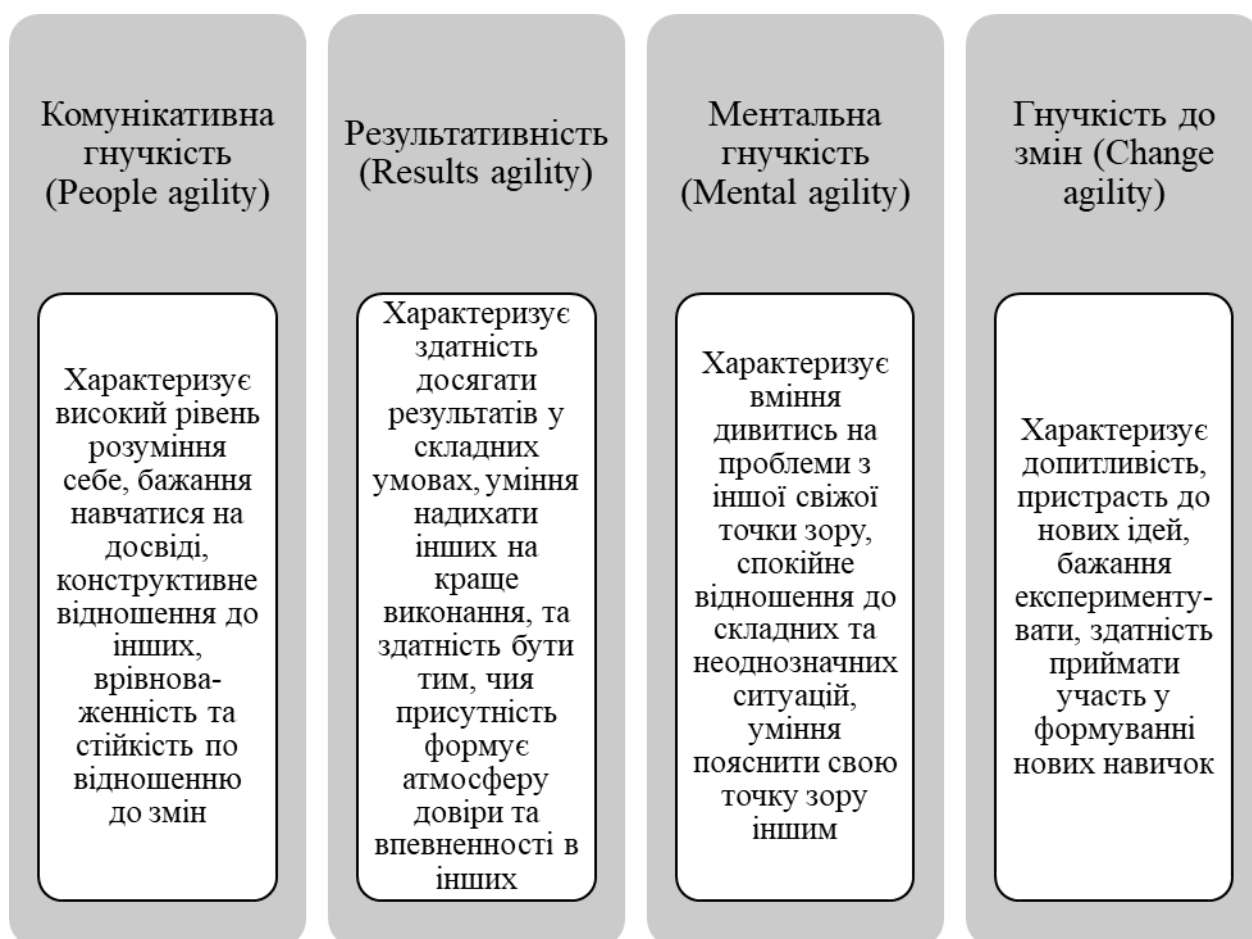 Комунікативна
гнучкість
(People agility)
Характеризує
високий рівень
розуміння
себе, бажання
навчатися на
досвіді,
конструктивне
відношення до
інших,
врівнова-
женність та
стійкість по
відношенню
до змін
Результативність
(Results agility)
Характеризує
здатність
досягати
результатів у
складних
умовах, уміння
надихати
інших на
краще
виконання, та
здатність бути
тим, чия
присутність
формує
атмосферу
довіри та
впевненності в
інших
Ментальна
гнучкість
(Mental agility)
Характеризує
вміння
дивитись на
проблеми з
іншої свіжої
точки зору,
спокійне
відношення до
складних та
неоднозначних
ситуацій,
уміння
пояснити свою
точку зору
іншим
Гнучкість до
змін (Change
agility)
Характеризує
допитливість,
пристрасть до
нових ідей,
бажання
експерименту-
вати, здатність
приймати
участь у
формуванні
нових навичок